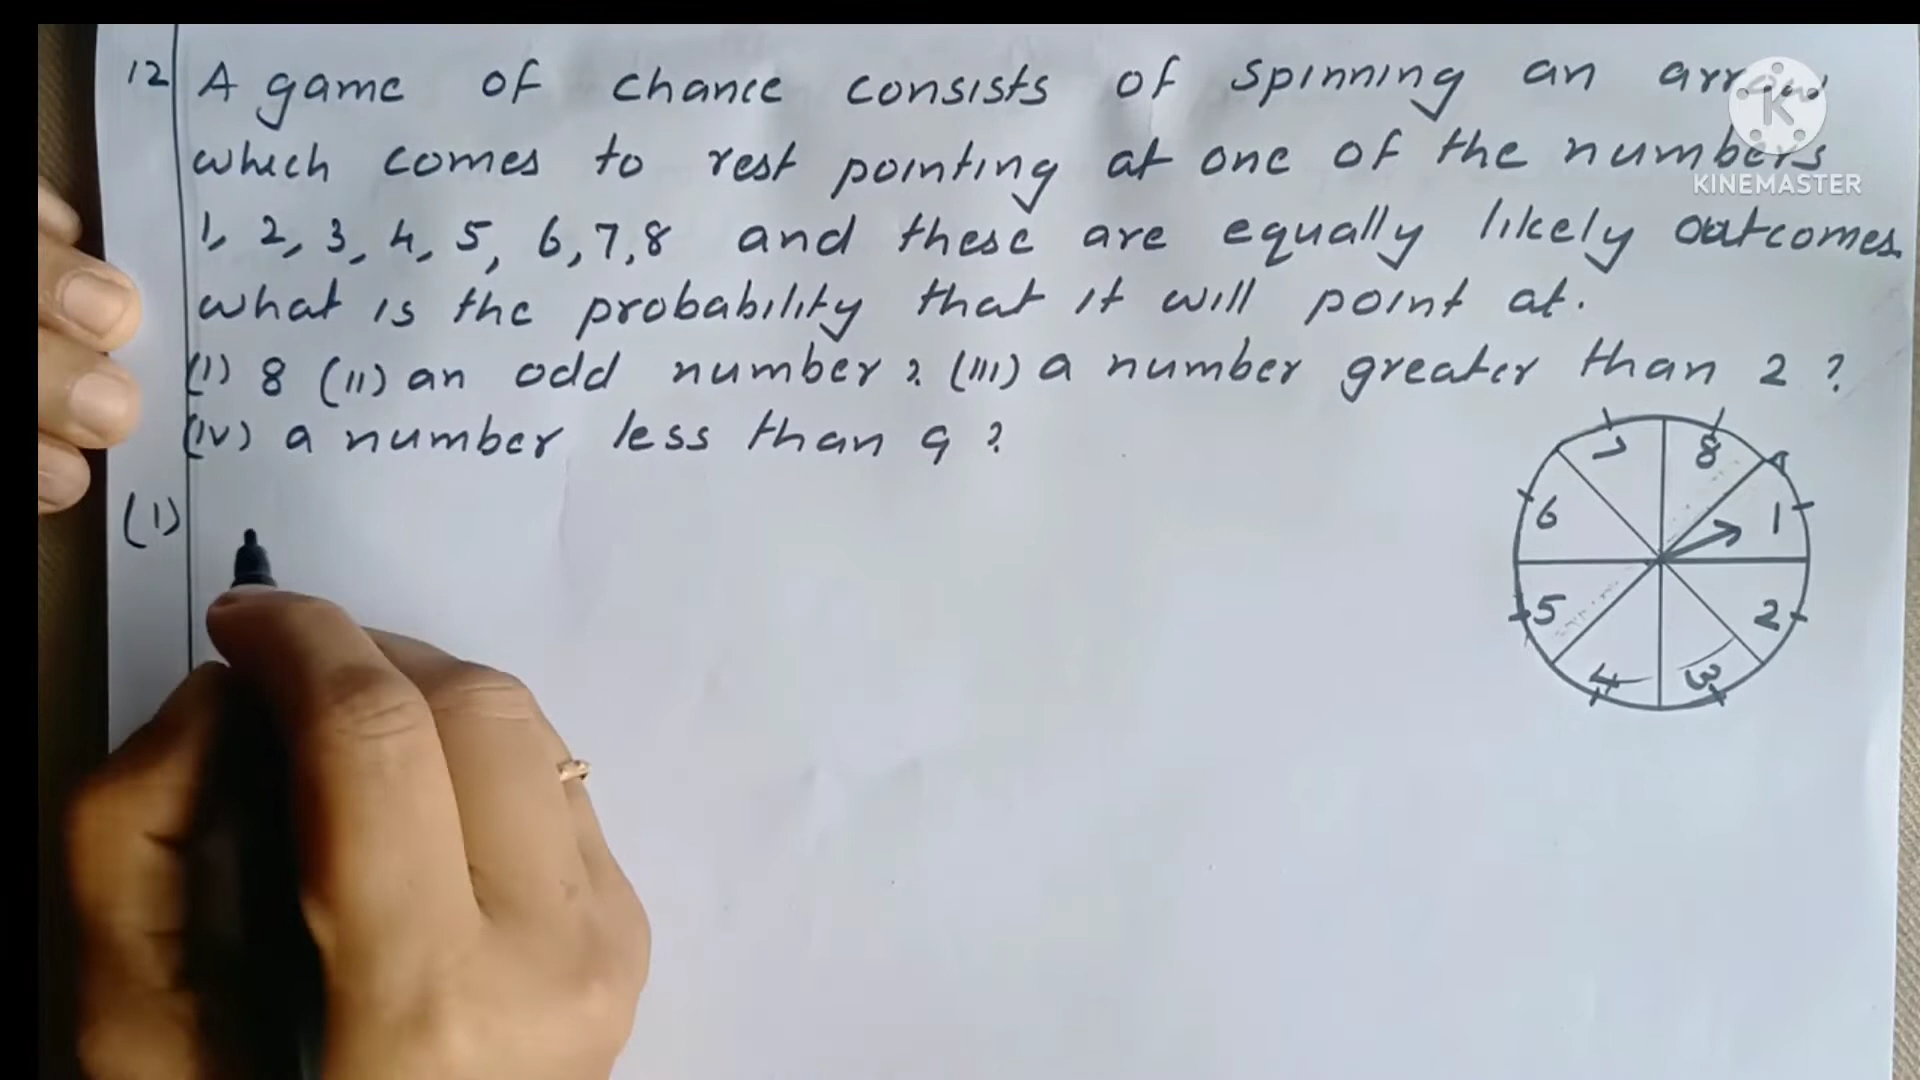 12 A game of chance consists of spinning an arrow
which comes to rest pointing at one of the numbers
1, 2, 3, 4, 5, 6, 7, 8 and these are equally likely outcomes.
what is the probability that it will point at.
(i) 8 (ii) an odd number ? (iii) a number greater than 2 ?
(iv) a number less than 9 ?
(i)
7 8
6 1
5 2
4 3
K
KINEMASTER